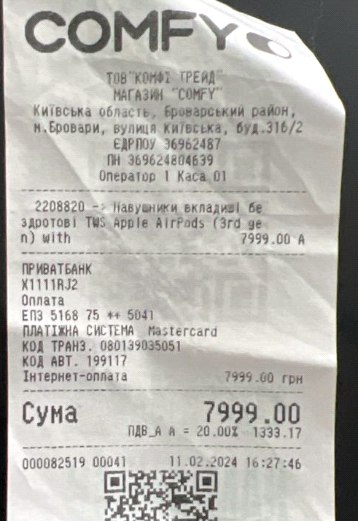 COMFY
ТОВ"КОМФІ ТРЕЙД"
МАГАЗИН "COMFY"
Київська область, Броварський район,
м.Бровари, вулиця Київська, буд.316/2
ЄДРПОУ 36962487
ПН 369624804639
Оператор 1 Каса 01
2208820 -> Навушники вкладиші бе
здротові TWS Apple AirPods (3rd ge
n) with 7999.00 А
ПРИВАТБАНК
X1111RJ2
Оплата
ЕПЗ 5168 75 ** 5041
ПЛАТІЖНА СИСТЕМА Mastercard
КОД ТРАНЗ. 080139035051
КОД АВТ. 199117
Інтернет-оплата 7999.00 грн
Сума 7999.00
ПДВ_А А = 20.00% 1333.17
000082519 00041 11.02.2024 16:27:46